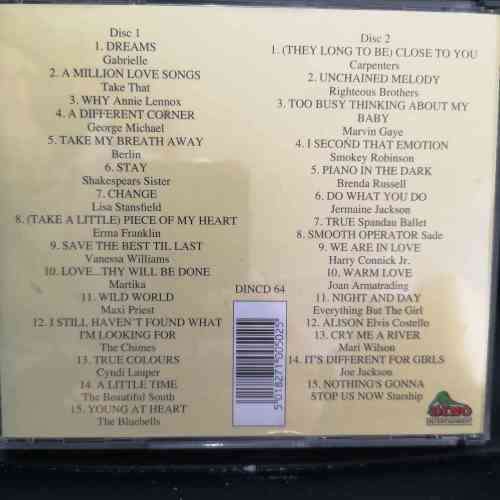 Disc 1
1. DREAMS
Gabrielle
2. A MILLION LOVE SONGS
Take That
3. WHY Annie Lennox
4. A DIFFERENT CORNER
George Michael
5. TAKE MY BREATH AWAY
Berlin
6. STAY
Shakespears Sister
7. CHANGE
Lisa Stansfield
8. (TAKE A LITTLE) PIECE OF MY HEART
Erma Franklin
9. SAVE THE BEST TIL LAST
Vanessa Williams
10. LOVE...THY WILL BE DONE
Martika
11. WILD WORLD
Maxi Priest
12. I STILL HAVEN'T FOUND WHAT
I'M LOOKING FOR
The Chimes
13. TRUE COLOURS
Cyndi Lauper
14. A LITTLE TIME
The Beautiful South
15. YOUNG AT HEART
The Bluebells
DINCD 64
5 018271 005025
Disc 2
1. (THEY LONG TO BE) CLOSE TO YOU
Carpenters
2. UNCHAINED MELODY
Righteous Brothers
3. TOO BUSY THINKING ABOUT MY
BABY
Marvin Gaye
4. I SECOND THAT EMOTION
Smokey Robinson
5. PIANO IN THE DARK
Brenda Russell
6. DO WHAT YOU DO
Jermaine Jackson
7. TRUE Spandau Ballet
8. SMOOTH OPERATOR Sade
9. WE ARE IN LOVE
Harry Connick Jr.
10. WARM LOVE
Joan Armatrading
11. NIGHT AND DAY
Everything But The Girl
12. ALISON Elvis Costello
13. CRY ME A RIVER
Mari Wilson
14. IT'S DIFFERENT FOR GIRLS
Joe Jackson
15. NOTHING'S GONNA
STOP US NOW Starship
DINO
ENTERTAINMENT